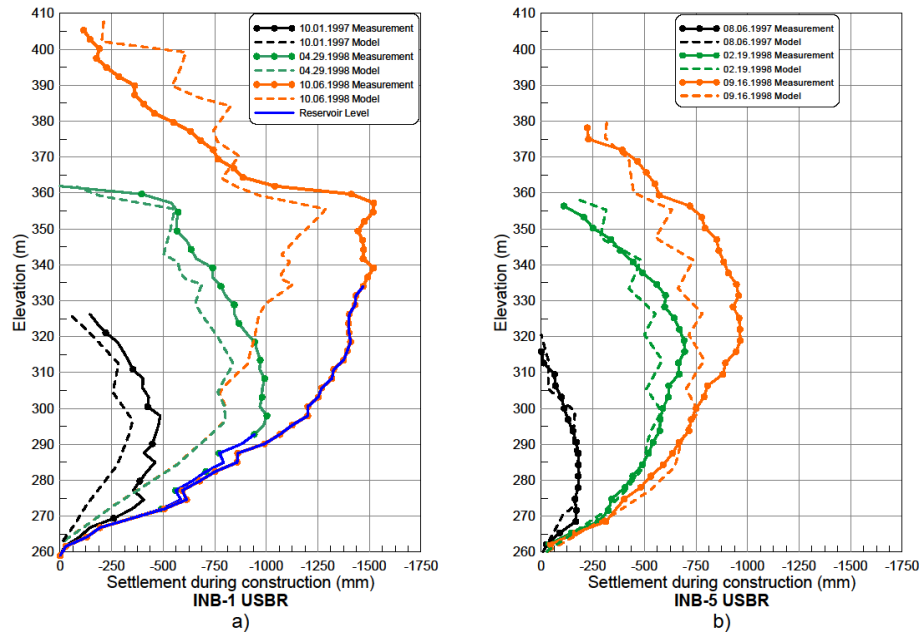 410
400
390
380
370
360
350
340
330
320
310
300
290
280
270
260
Elevation (m)
10.01.1997 Measurement
10.01.1997 Model
04.29.1998 Measurement
04.29.1998 Model
10.06.1998 Measurement
10.06.1998 Model
Reservoir Level
0 -250 -500 -750 -1000 -1250 -1500 -1750
Settlement during construction (mm)
INB-1 USBR
a)
410
400
390
380
370
360
350
340
330
320
310
300
290
280
270
260
Elevation (m)
08.06.1997 Measurement
08.06.1997 Model
02.19.1998 Measurement
02.19.1998 Model
09.16.1998 Measurement
09.16.1998 Model
0 -250 -500 -750 -1000 -1250 -1500 -1750
Settlement during construction (mm)
INB-5 USBR
b)